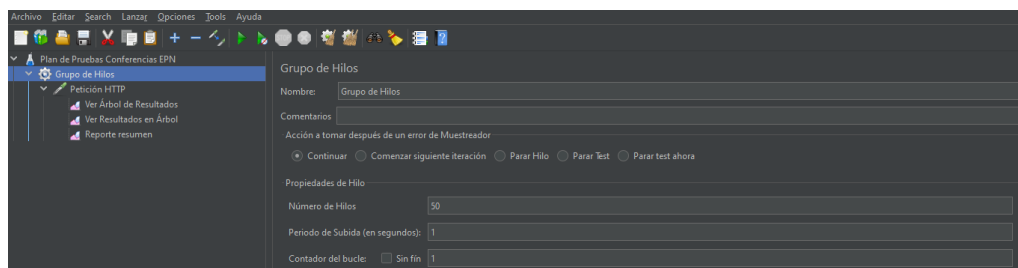 Archivo Editar Search Lanzar Opciones Tools Ayuda
Plan de Pruebas Conferencias EPN
Grupo de Hilos
Petición HTTP
Ver Árbol de Resultados
Ver Resultados en Árbol
Reporte resumen
Grupo de Hilos
Nombre: Grupo de Hilos
Comentarios
Acción a tomar después de un error de Muestreador
Continuar Comenzar siguiente iteración Parar Hilo Parar Test Parar test ahora
Propiedades de Hilo
Número de Hilos 50
Periodo de Subida (en segundos): 1
Contador del bucle: Sin fín 1